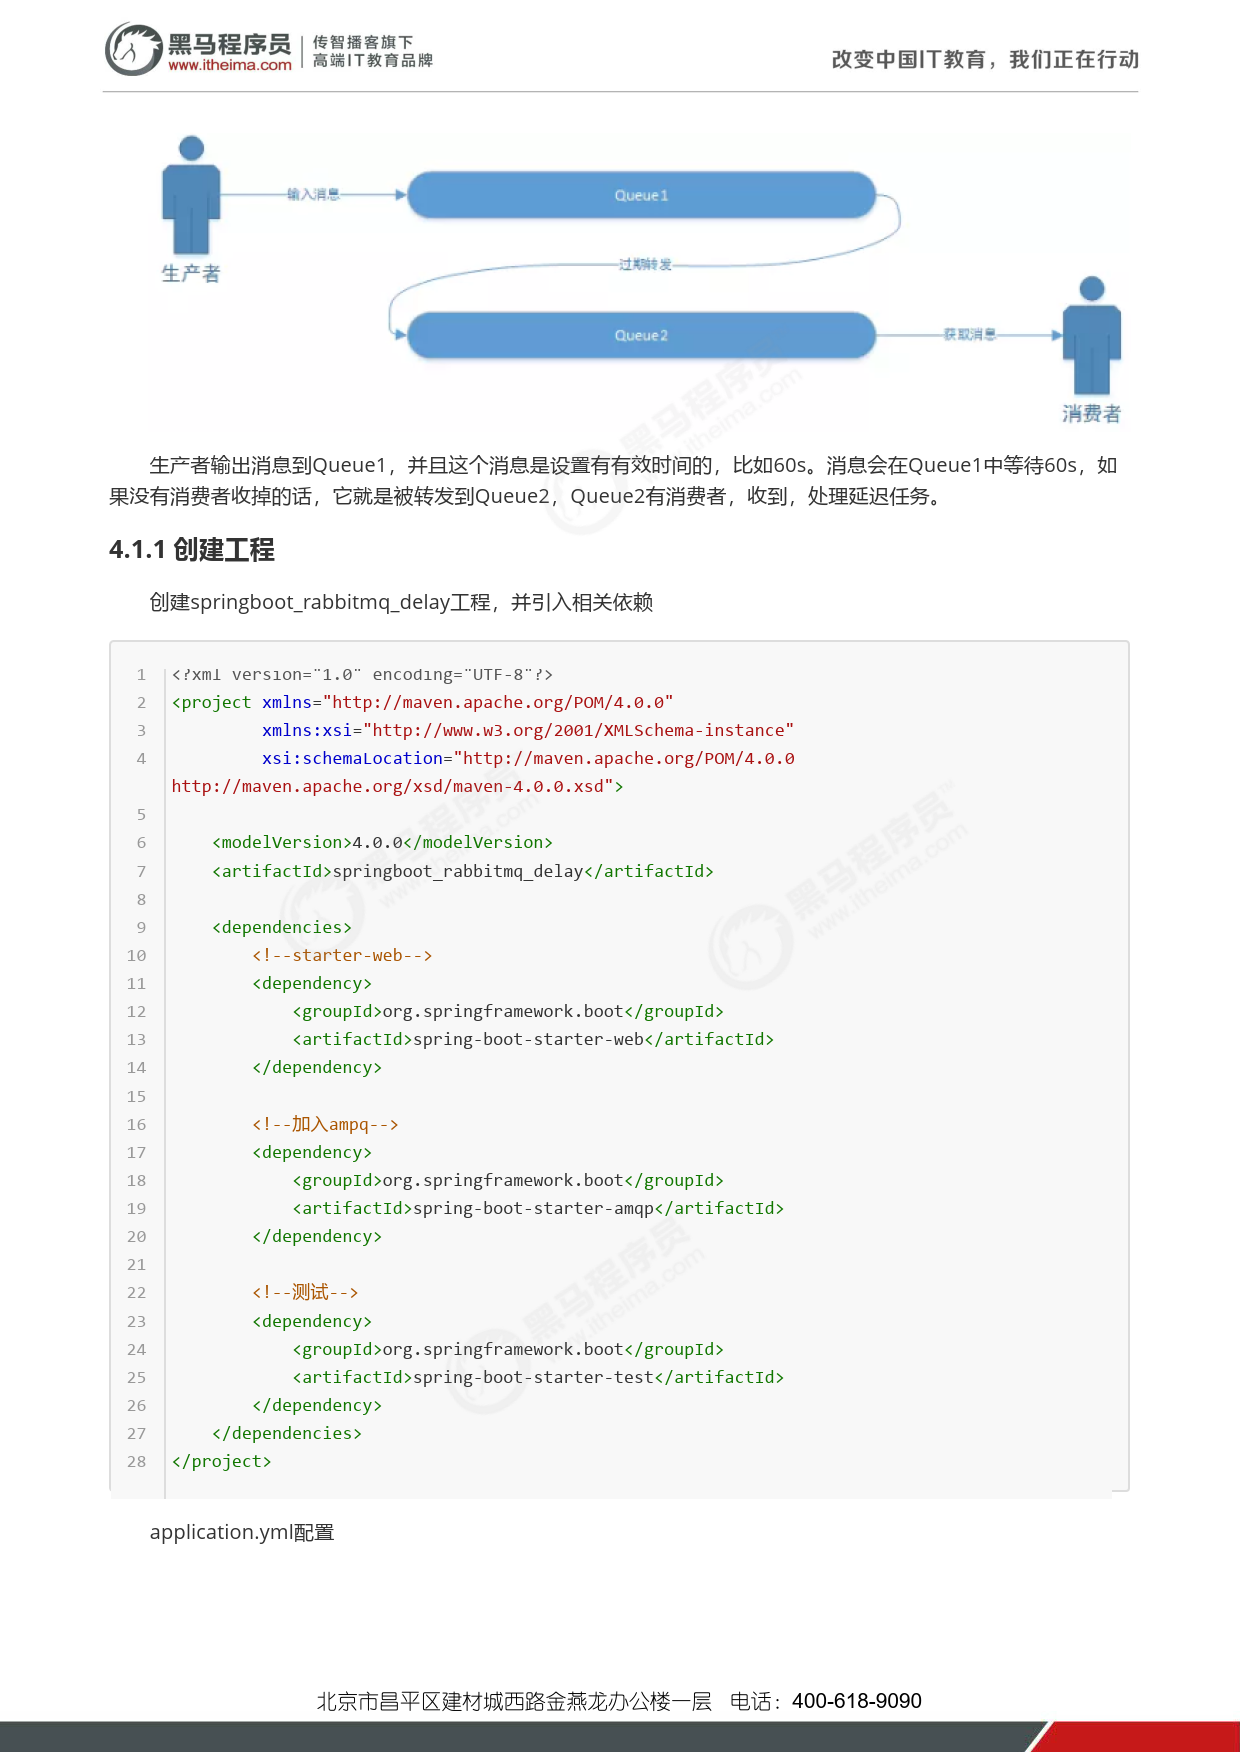 黑马程序员
www.itheima.com
传智播客旗下
高端IT教育品牌
改变中国IT教育，我们正在行动
输入消息
Queue1
生产者
过期转发
Queue2
获取消息
消费者
生产者输出消息到Queue1，并且这个消息是设置有有效时间的，比如60s。消息会在Queue1中等待60s，如
果没有消费者收掉的话，它就是被转发到Queue2，Queue2有消费者，收到，处理延迟任务。
4.1.1 创建工程
创建springboot_rabbitmq_delay工程，并引入相关依赖
1 <?xml version="1.0" encoding="UTF-8"?>
2 <project xmlns="http://maven.apache.org/POM/4.0.0"
3          xmlns:xsi="http://www.w3.org/2001/XMLSchema-instance"
4          xsi:schemaLocation="http://maven.apache.org/POM/4.0.0
http://maven.apache.org/xsd/maven-4.0.0.xsd">
5
6     <modelVersion>4.0.0</modelVersion>
7     <artifactId>springboot_rabbitmq_delay</artifactId>
8
9     <dependencies>
10         <!--starter-web-->
11         <dependency>
12             <groupId>org.springframework.boot</groupId>
13             <artifactId>spring-boot-starter-web</artifactId>
14         </dependency>
15
16         <!--加入ampq-->
17         <dependency>
18             <groupId>org.springframework.boot</groupId>
19             <artifactId>spring-boot-starter-amqp</artifactId>
20         </dependency>
21
22         <!--测试-->
23         <dependency>
24             <groupId>org.springframework.boot</groupId>
25             <artifactId>spring-boot-starter-test</artifactId>
26         </dependency>
27     </dependencies>
28 </project>
application.yml配置
北京市昌平区建材城西路金燕龙办公楼一层 电话：400-618-9090